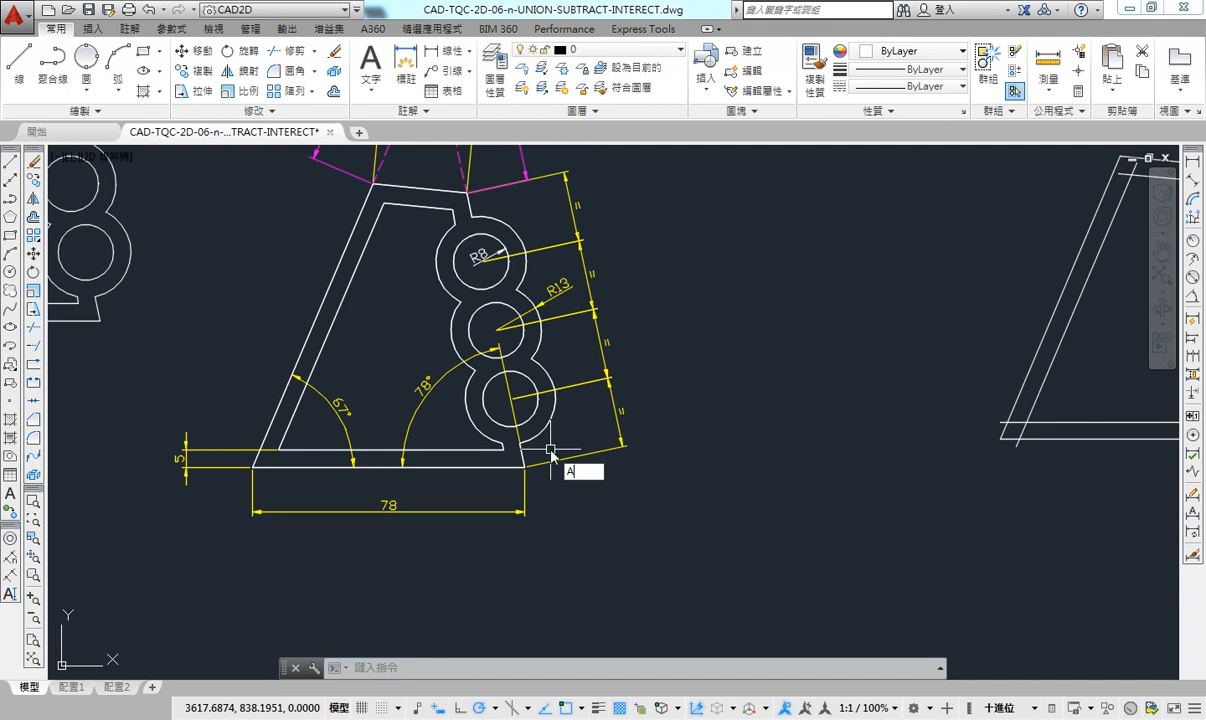 CAD2D
CAD-TQC-2D-06-n-UNION-SUBTRACT-INTERECT.dwg
鍵入關鍵字或詞組
登入
常用 插入 註解 參數式 檢視 管理 輸出 增益集 A360 精選應用程式 BIM 360 Performance Express Tools
線 聚合線 圓 弧
移動 旋轉 修剪
複製 鏡射 圓角
拉伸 比例 陣列
文字 標註
線性
引線
表格
圖層性質
0
設為目前的
符合圖層
插入
建立
編輯
編輯屬性
複製性質
ByLayer
ByLayer
ByLayer
群組 測量 貼上 基準
繪製 修改 註解 圖層 圖塊 性質 群組 公用程式 剪貼簿 視圖
開始 CAD-TQC-2D-06-n-...TRACT-INTERECT*
=
R8
=
R13
=
78°
67°
=
5
A
78
Y
X
鍵入指令
模型 配置1 配置2
3617.6874, 838.1951, 0.0000 模型 1:1 / 100% 十進位